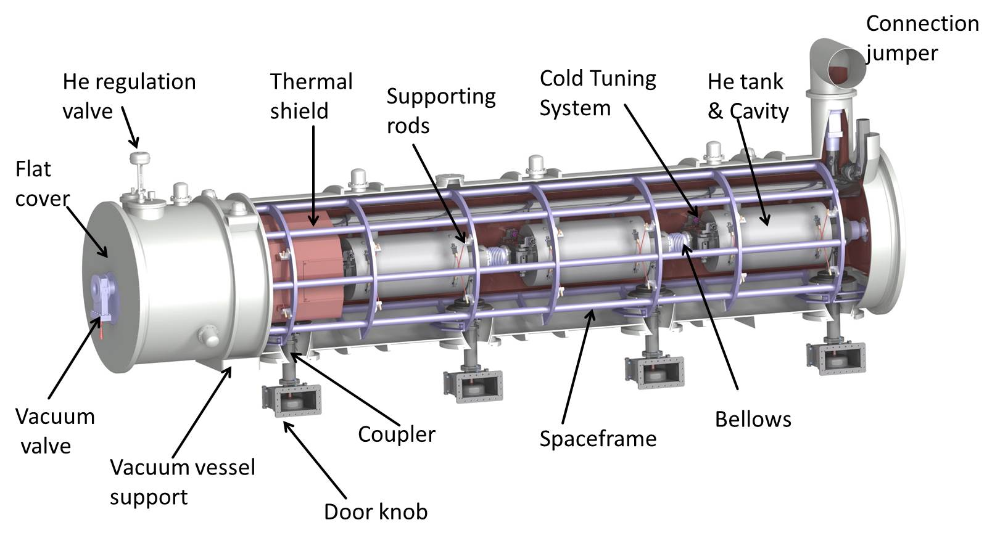 Connection
jumper
He regulation
valve
Thermal
shield
Supporting
rods
Cold Tuning
System
He tank
& Cavity
Flat
cover
Vacuum
valve
Vacuum vessel
support
Coupler
Door knob
Spaceframe
Bellows